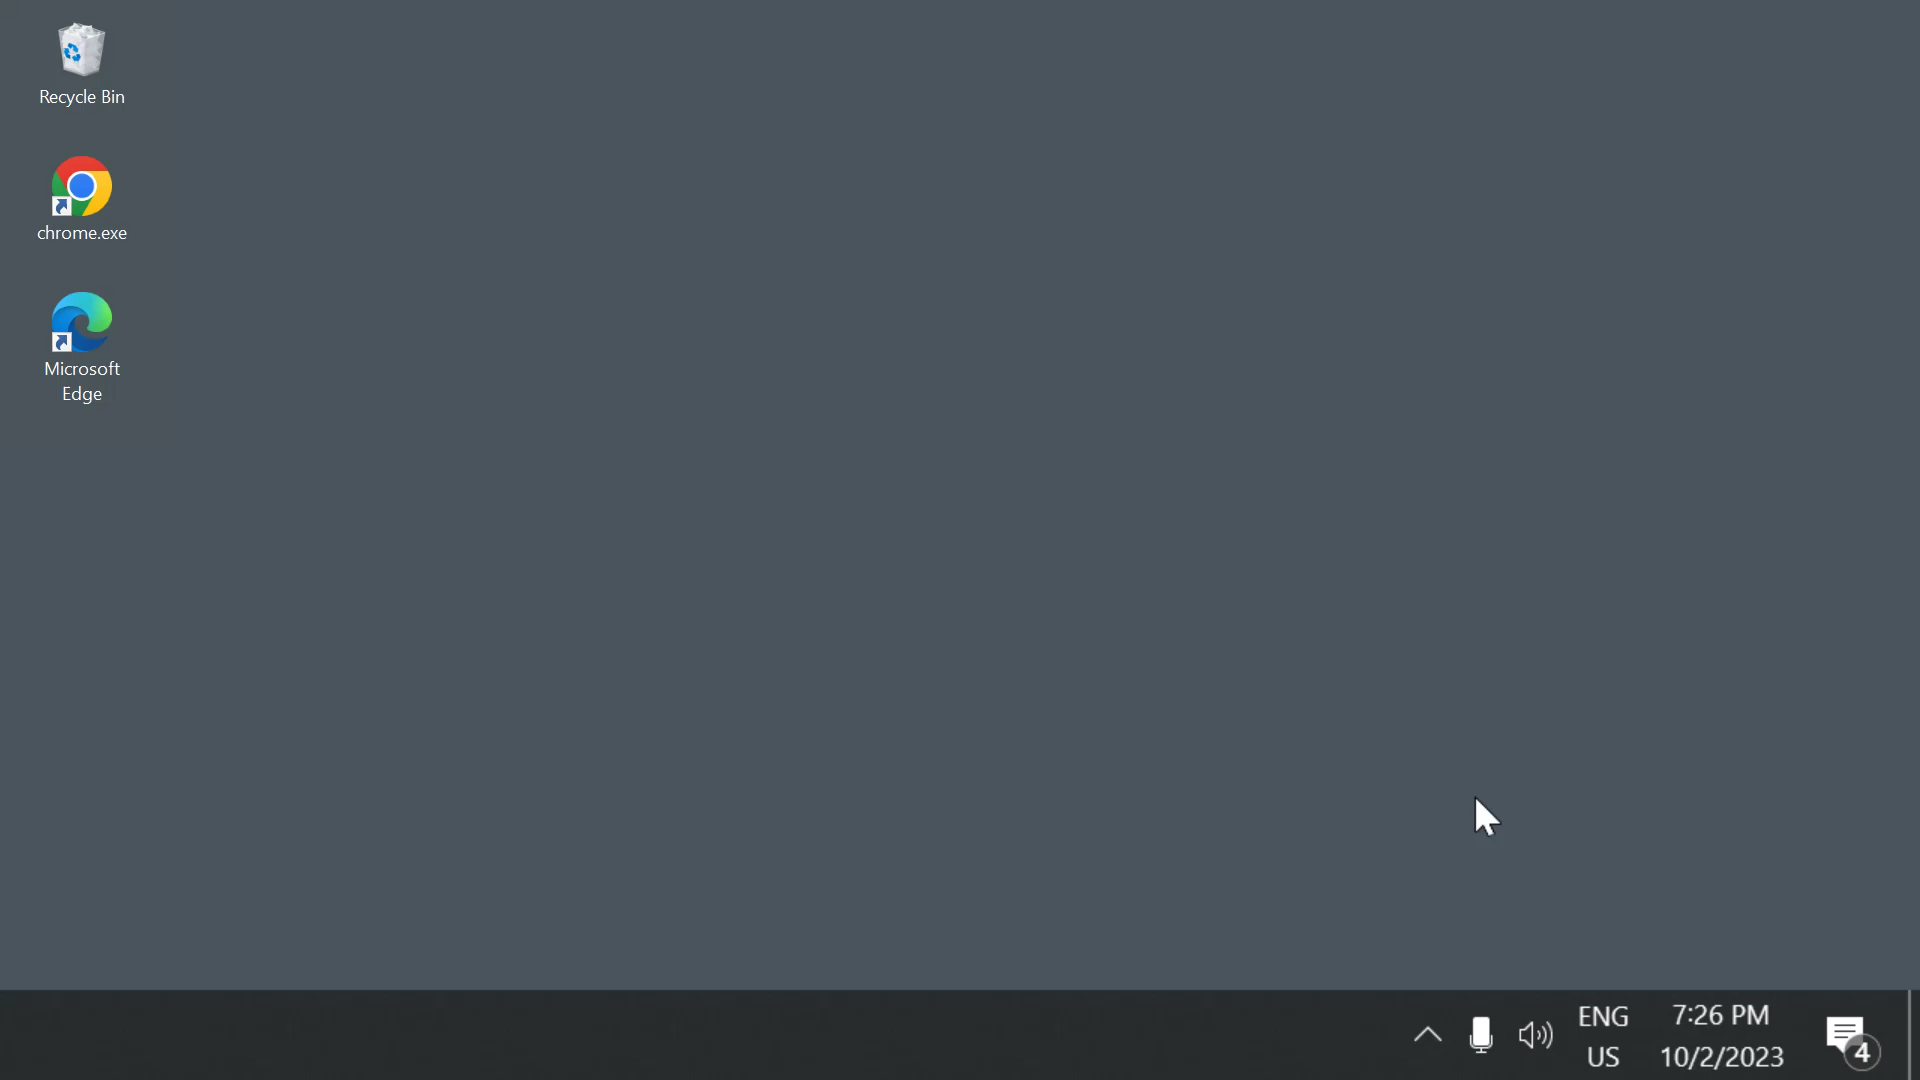 Recycle Bin
chrome.exe
Microsoft
Edge
ENG
US
7:26 PM
10/2/2023
4